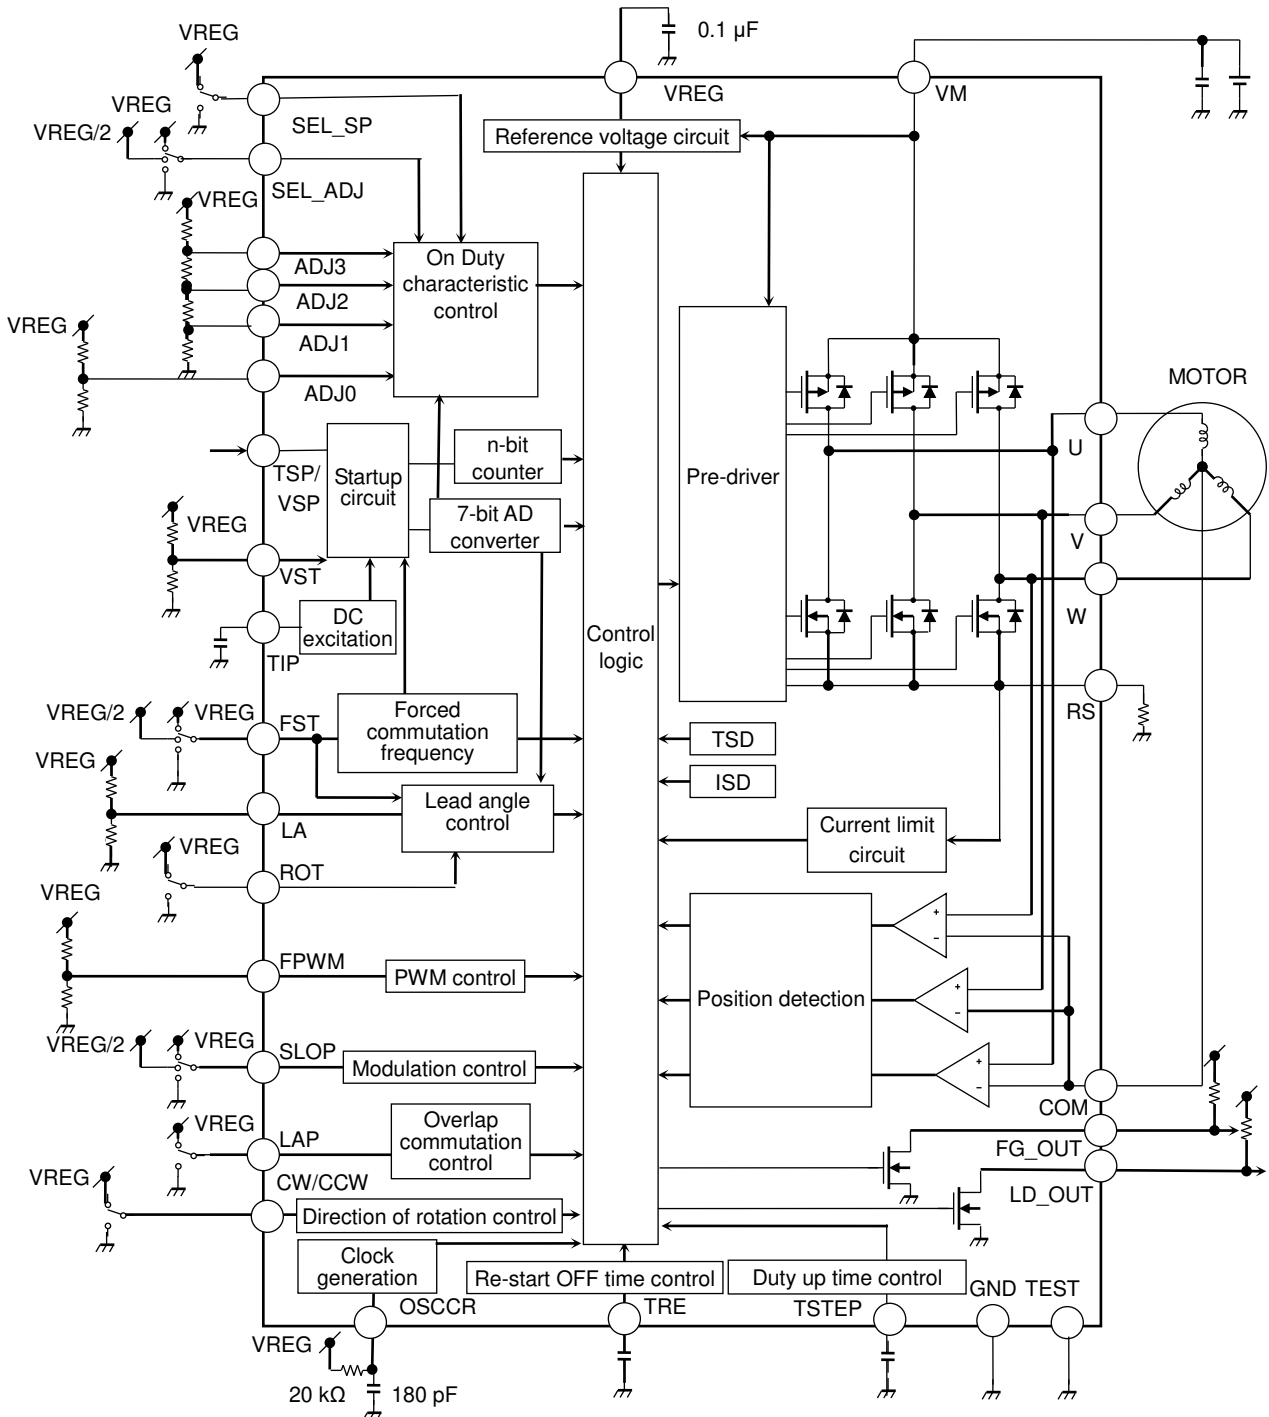 0.1 µF
VREG
VREG
VM
SEL_SP
VREG
VREG/2
SEL_ADJ
Reference voltage circuit
VREG
ADJ3
On Duty
characteristic
control
ADJ2
ADJ1
VREG
ADJ0
MOTOR
U
TSP/
VSP
Startup
circuit
n-bit
counter
7-bit AD
converter
Pre-driver
VREG
VST
V
W
DC
excitation
TIP
Control
logic
RS
VREG/2
VREG
FST
Forced
commutation
frequency
TSD
ISD
VREG
LA
Lead angle
control
Current limit
circuit
VREG
ROT
VREG
FPWM
PWM control
+
−
Position detection
+
−
VREG/2
VREG
SLOP
Modulation control
+
−
COM
VREG
LAP
Overlap
commutation
control
FG_OUT
VREG
CW/CCW
Direction of rotation control
LD_OUT
Clock
generation
Re-start OFF time control
Duty up time control
OSCCR
TRE
TSTEP
GND
TEST
VREG
20 kΩ
180 pF